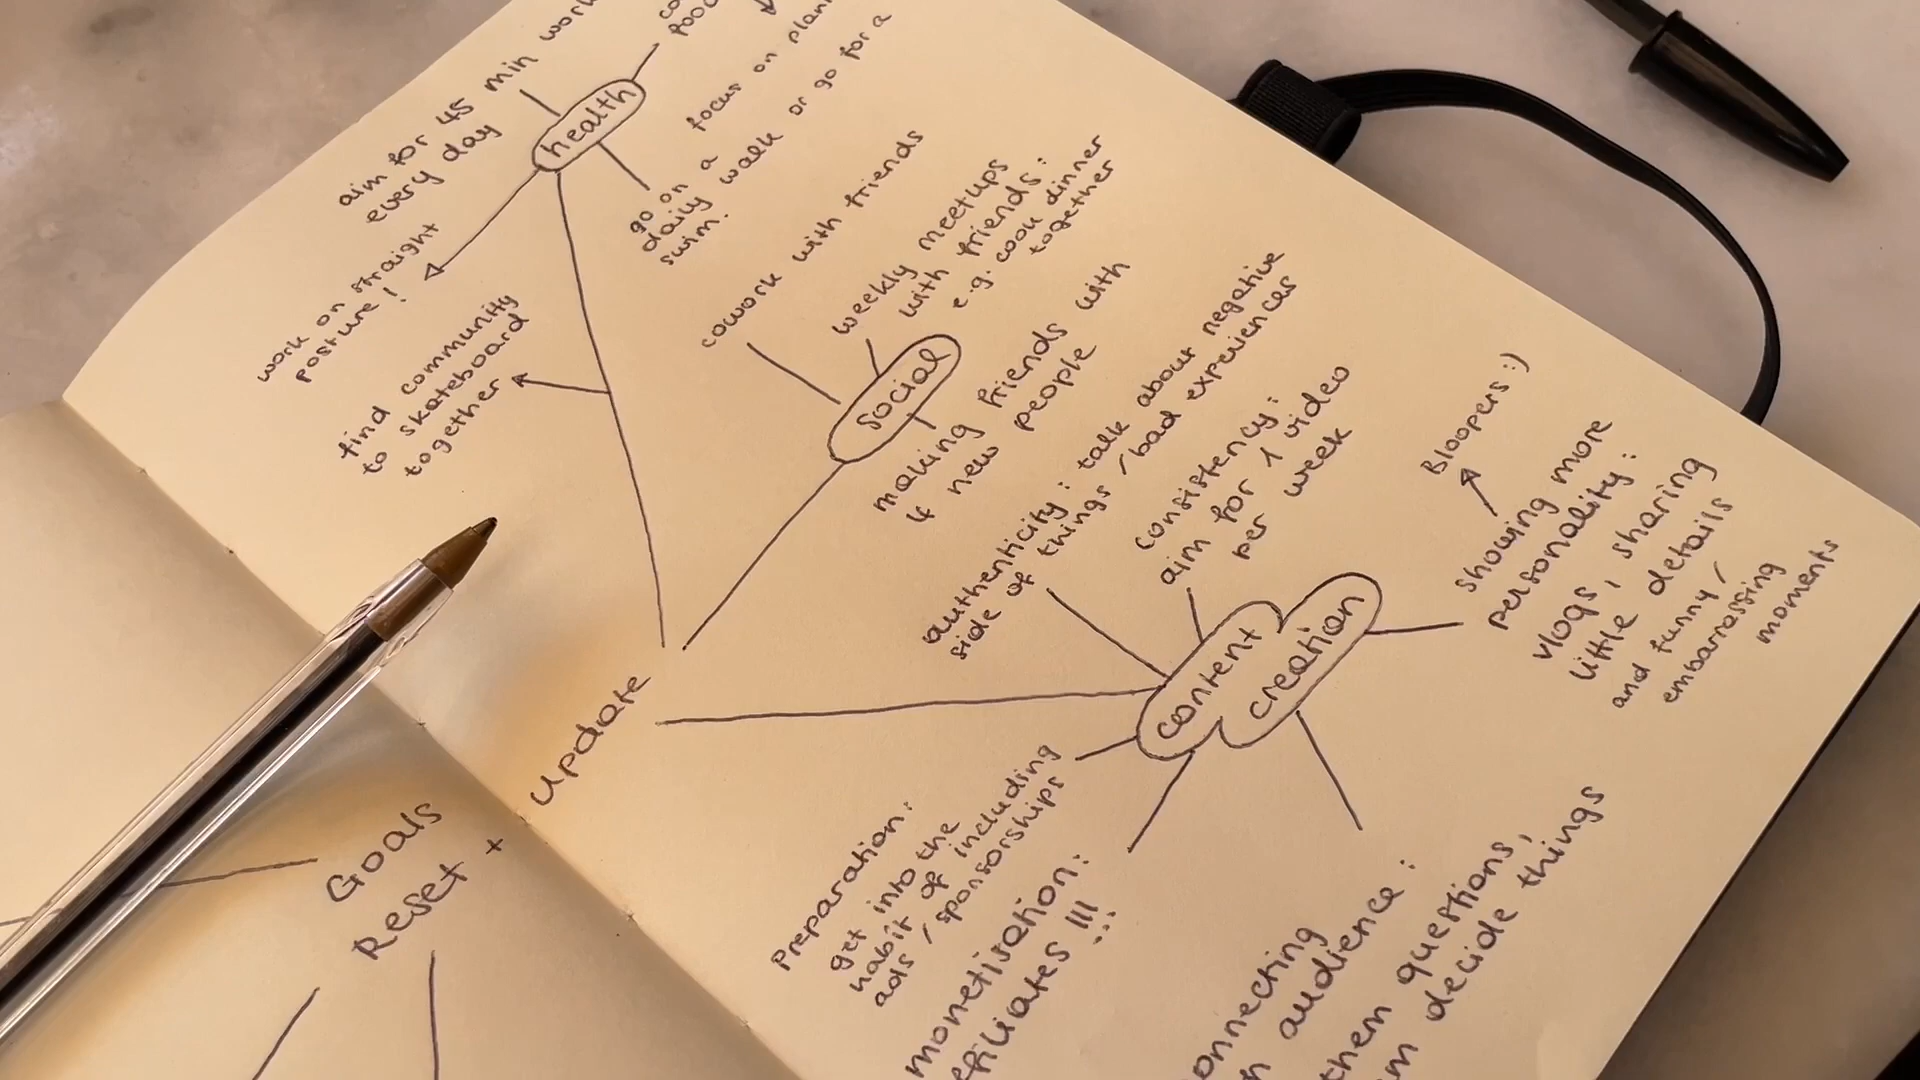 aim for 45 min
every day
health
focus on
go on a
daily walk or go for a
swim.
work on straight
posture!
find community
to skateboard
together
cowork with friends
weekly meetups
with friends:
e.g. cook dinner
together
social
making friends with
4 new people
authenticity: talk about negative
side of things / bad experiences
consistency:
aim for 1 video
per week
Bloopers :)
showing more
personality:
vlogs, sharing
little details
and funny /
embarrassing
moments
content
creation
Update
Goals
Reset +
Preparation:
get into the
habit of including
ads / sponsorships
monetisation:
!!!
audience:
them questions,
decide things